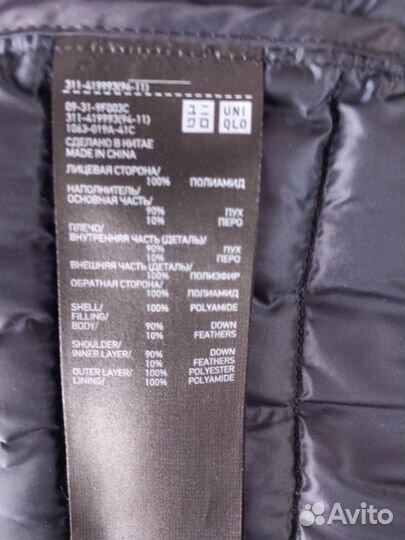 311-419993(96-11)
09-31-9F003C
311-419993(96-11)
1063-019A-41C
UNI
QLO
СДЕЛАНО В КИТАЕ
MADE IN CHINA
ЛИЦЕВАЯ СТОРОНА/
100% ПОЛИАМИД
НАПОЛНИТЕЛЬ/
ОСНОВНАЯ ЧАСТЬ/
90% ПУХ
10% ПЕРО
ПЛЕЧО/
ВНУТРЕННЯЯ ЧАСТЬ (ДЕТАЛЬ)/
90% ПУХ
10% ПЕРО
ВНЕШНЯЯ ЧАСТЬ (ДЕТАЛЬ)/
100% ПОЛИЭФИР
ОБРАТНАЯ СТОРОНА/
100% ПОЛИАМИД
SHELL/ 100% POLYAMIDE
FILLING/
BODY/ 90% DOWN
10% FEATHERS
SHOULDER/
INNER LAYER/ 90% DOWN
10% FEATHERS
OUTER LAYER/ 100% POLYESTER
LINING/ 100% POLYAMIDE
Avito